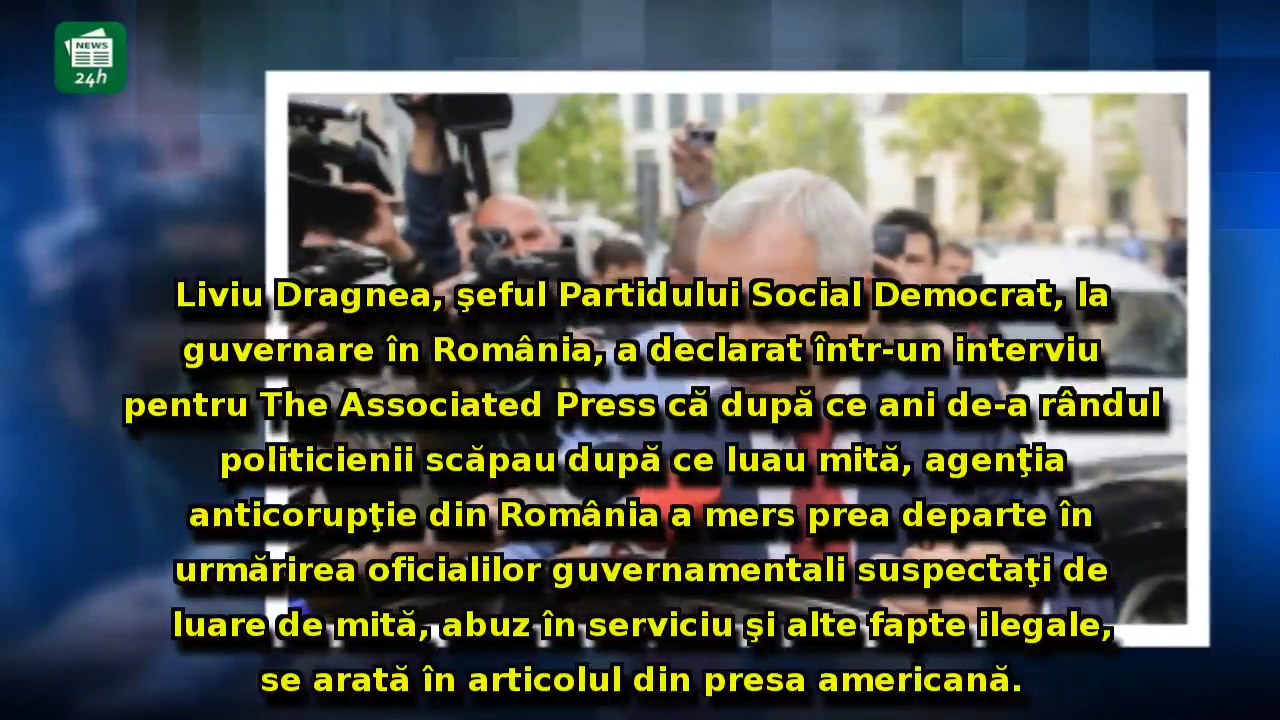 NEWS
24h
Liviu Dragnea, şeful Partidului Social Democrat, la
guvernare în România, a declarat într-un interviu
pentru The Associated Press că după ce ani de-a rândul
politicienii scăpau după ce luau mită, agenţia
anticorupţie din România a mers prea departe în
urmărirea oficialilor guvernamentali suspectaţi de
luare de mită, abuz în serviciu şi alte fapte ilegale,
se arată în articolul din presa americană.